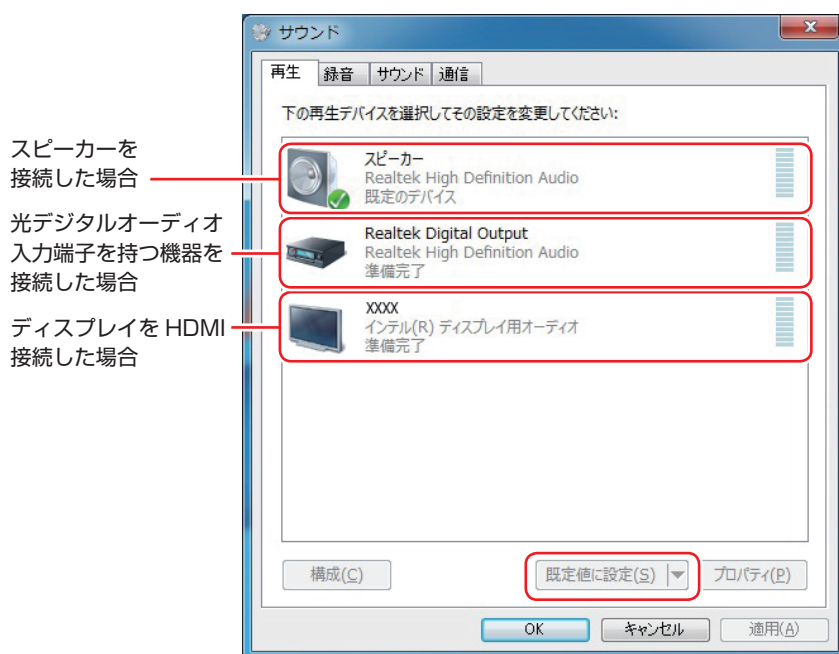 サウンド
再生 録音 サウンド 通信
下の再生デバイスを選択してその設定を変更してください:
スピーカーを
接続した場合
スピーカー
Realtek High Definition Audio
既定のデバイス
光デジタルオーディオ
入力端子を持つ機器を
接続した場合
Realtek Digital Output
Realtek High Definition Audio
準備完了
ディスプレイを HDMI
接続した場合
XXXX
インテル(R) ディスプレイ用オーディオ
準備完了
構成(C) 既定値に設定(S) プロパティ(P)
OK キャンセル 適用(A)